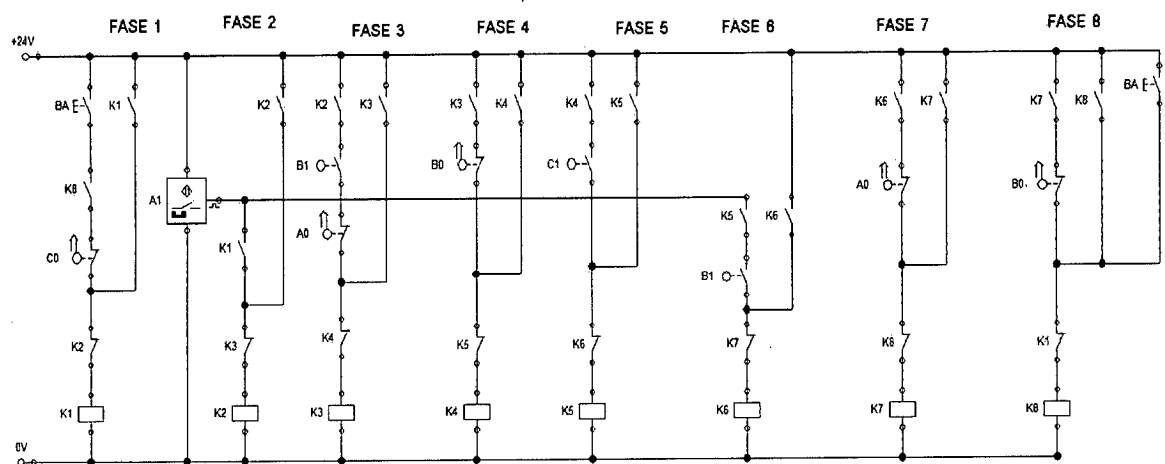 FASE 1 FASE 2 FASE 3 FASE 4 FASE 5 FASE 6 FASE 7 FASE 8
+24V
BA K1 K2 K2 K3 K3 K4 K4 K5 K6 K7 K7 K8 BA
B1 B0 C1
K8 A1 A0 B0
K5 K6
A0
K1
C0 B1
K2 K3 K4 K5 K6 K7 K8 K1
K1 K2 K3 K4 K5 K6 K7 K8
0V